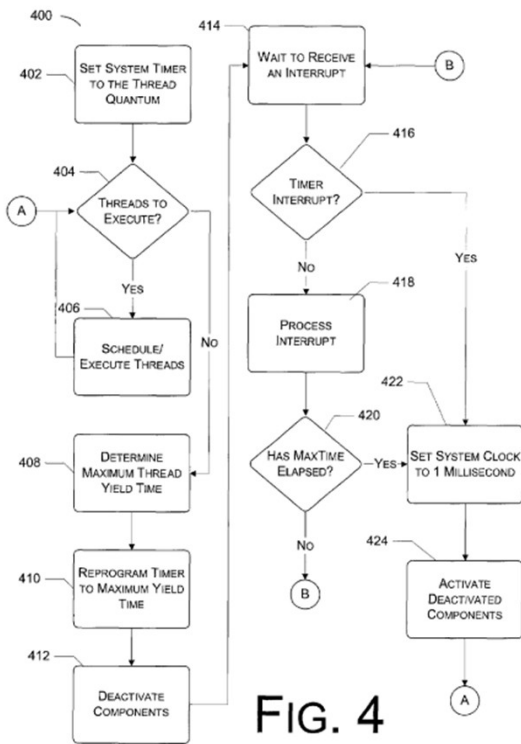 400
402
SET SYSTEM TIMER
TO THE THREAD
QUANTUM
404
A
THREADS TO
EXECUTE?
YES
NO
406
SCHEDULE/
EXECUTE THREADS
408
DETERMINE
MAXIMUM THREAD
YIELD TIME
410
REPROGRAM TIMER
TO MAXIMUM YIELD
TIME
412
DEACTIVATE
COMPONENTS
414
WAIT TO RECEIVE
AN INTERRUPT
B
416
TIMER
INTERRUPT?
NO
YES
418
PROCESS
INTERRUPT
420
HAS MAXTIME
ELAPSED?
YES
NO
B
422
SET SYSTEM CLOCK
TO 1 MILLISECOND
424
ACTIVATE
DEACTIVATED
COMPONENTS
A
FIG. 4